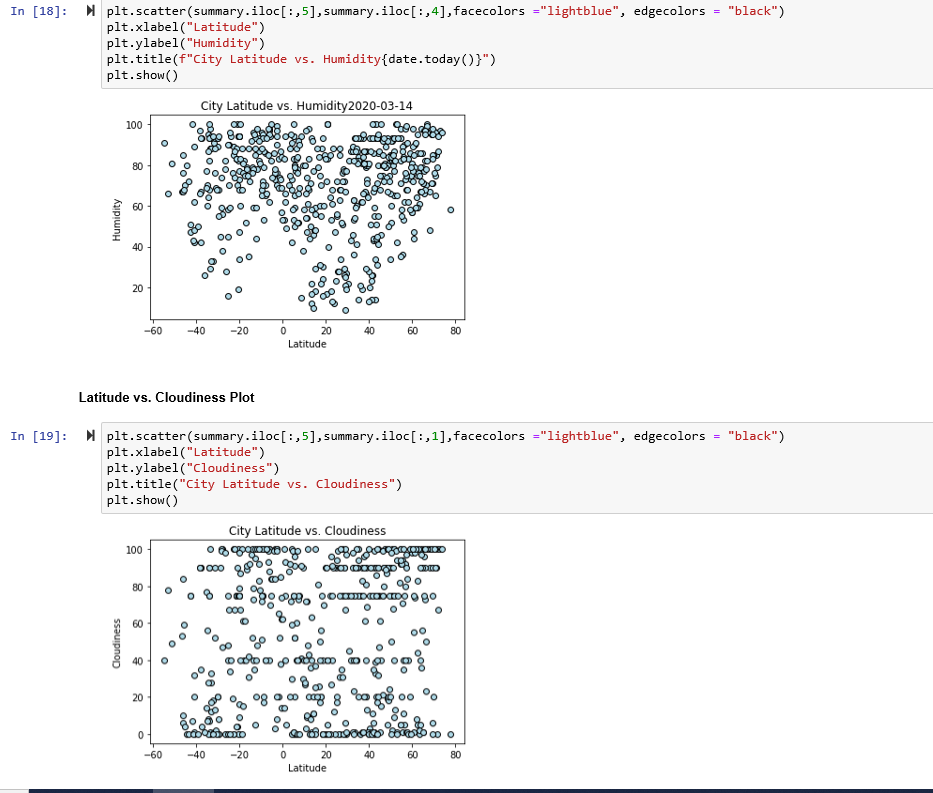 In [18]:
plt.scatter(summary.iloc[:,5],summary.iloc[:,4],facecolors ="lightblue", edgecolors = "black")
plt.xlabel("Latitude")
plt.ylabel("Humidity")
plt.title(f"City Latitude vs. Humidity{date.today()}")
plt.show()
City Latitude vs. Humidity2020-03-14
100
80
60
40
20
Humidity
−60 −40 −20 0 20 40 60 80
Latitude
Latitude vs. Cloudiness Plot
In [19]:
plt.scatter(summary.iloc[:,5],summary.iloc[:,1],facecolors ="lightblue", edgecolors = "black")
plt.xlabel("Latitude")
plt.ylabel("Cloudiness")
plt.title("City Latitude vs. Cloudiness")
plt.show()
City Latitude vs. Cloudiness
100
80
60
40
20
0
Cloudiness
−60 −40 −20 0 20 40 60 80
Latitude